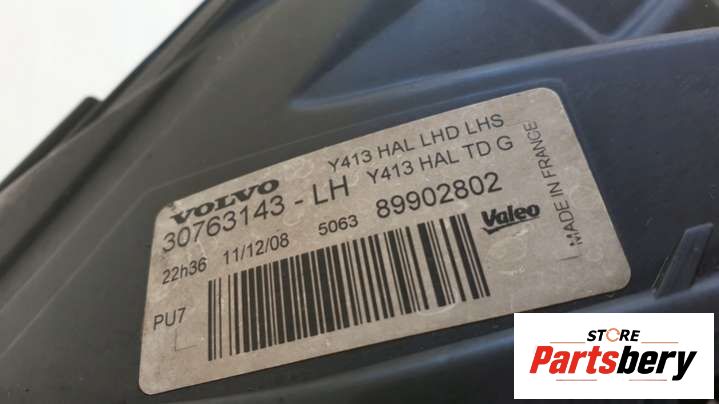 Y413 HAL LHD LHS
VOLVO
30763143 - LH Y413 HAL TD G
22h36 11/12/08 5063 89902802
Valeo
MADE IN FRANCE
PU7
L
STORE
Partsbery